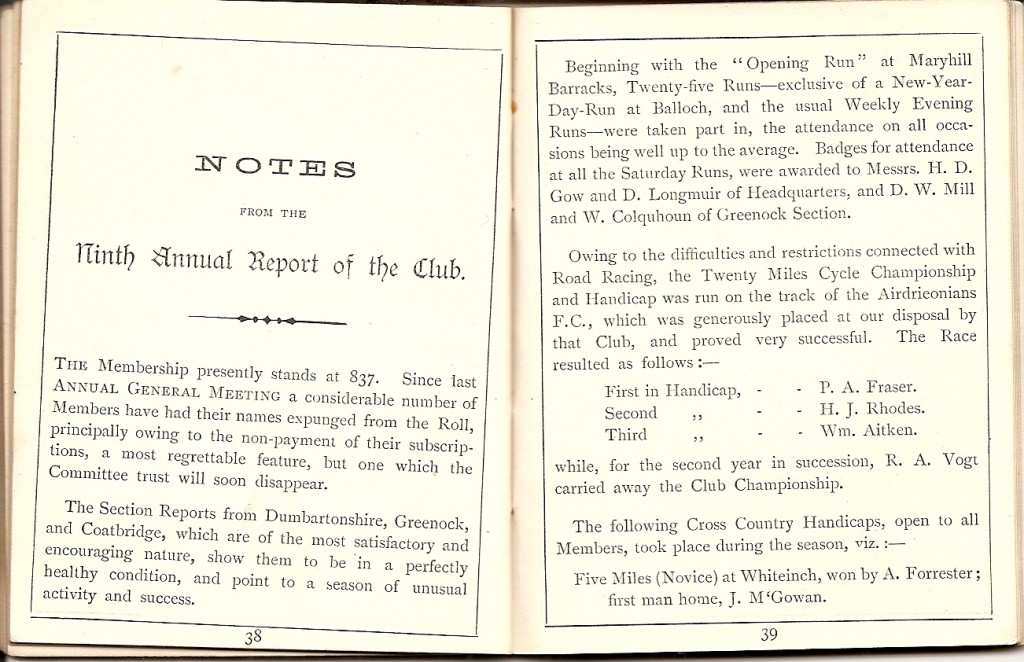 NOTES
FROM THE
Ninth Annual Report of the Club.
THE Membership presently stands at 837. Since last
ANNUAL GENERAL MEETING a considerable number of
Members have had their names expunged from the Roll,
principally owing to the non-payment of their subscrip-
tions, a most regrettable feature, but one which the
Committee trust will soon disappear.
The Section Reports from Dumbartonshire, Greenock,
and Coatbridge, which are of the most satisfactory and
encouraging nature, show them to be in a perfectly
healthy condition, and point to a season of unusual
activity and success.
38
Beginning with the "Opening Run" at Maryhill
Barracks, Twenty-five Runs—exclusive of a New-Year-
Day-Run at Balloch, and the usual Weekly Evening
Runs—were taken part in, the attendance on all occa-
sions being well up to the average. Badges for attendance
at all the Saturday Runs, were awarded to Messrs. H. D.
Gow and D. Longmuir of Headquarters, and D. W. Mill
and W. Colquhoun of Greenock Section.
Owing to the difficulties and restrictions connected with
Road Racing, the Twenty Miles Cycle Championship
and Handicap was run on the track of the Airdrieonians
F.C., which was generously placed at our disposal by
that Club, and proved very successful. The Race
resulted as follows :—
First in Handicap, - - P. A. Fraser.
Second ,, - - H. J. Rhodes.
Third ,, - - Wm. Aitken.
while, for the second year in succession, R. A. Vogt
carried away the Club Championship.
The following Cross Country Handicaps, open to all
Members, took place during the season, viz. :—
Five Miles (Novice) at Whiteinch, won by A. Forrester;
first man home, J. M'Gowan.
39